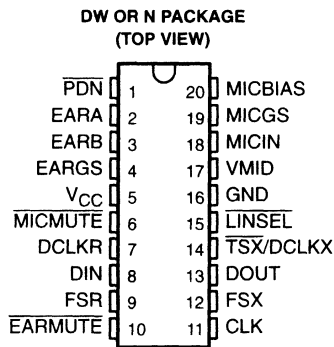 DW OR N PACKAGE
(TOP VIEW)
PDN 1 20 MICBIAS
EARA 2 19 MICGS
EARB 3 18 MICIN
EARGS 4 17 VMID
VCC 5 16 GND
MICMUTE 6 15 LINSEL
DCLKR 7 14 TSX/DCLKX
DIN 8 13 DOUT
FSR 9 12 FSX
EARMUTE 10 11 CLK